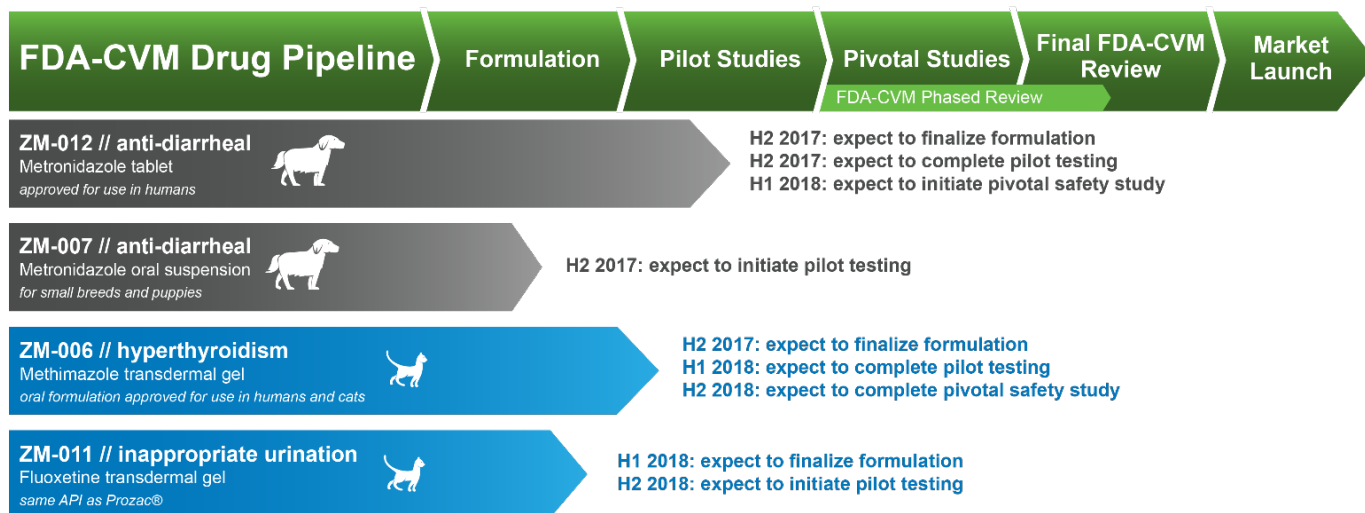 FDA-CVM Drug Pipeline
Formulation
Pilot Studies
Pivotal Studies
Final FDA-CVM
Review
Market
Launch
FDA-CVM Phased Review
ZM-012 // anti-diarrheal
Metronidazole tablet
approved for use in humans
H2 2017: expect to finalize formulation
H2 2017: expect to complete pilot testing
H1 2018: expect to initiate pivotal safety study
ZM-007 // anti-diarrheal
Metronidazole oral suspension
for small breeds and puppies
H2 2017: expect to initiate pilot testing
ZM-006 // hyperthyroidism
Methimazole transdermal gel
oral formulation approved for use in humans and cats
H2 2017: expect to finalize formulation
H1 2018: expect to complete pilot testing
H2 2018: expect to complete pivotal safety study
ZM-011 // inappropriate urination
Fluoxetine transdermal gel
same API as Prozac®
H1 2018: expect to finalize formulation
H2 2018: expect to initiate pilot testing